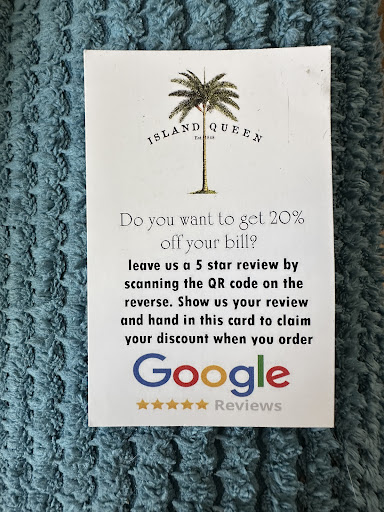 ISLAND QUEEN
Do you want to get 20%
off your bill?
leave us a 5 star review by
scanning the QR code on the
reverse. Show us your review
and hand in this card to claim
your discount when you order
Google
Reviews